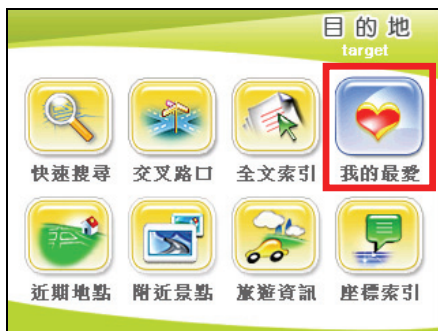 目的地
target
快速搜尋 交叉路口 全文索引 我的最愛
近期地點 附近景點 旅遊資訊 座標索引